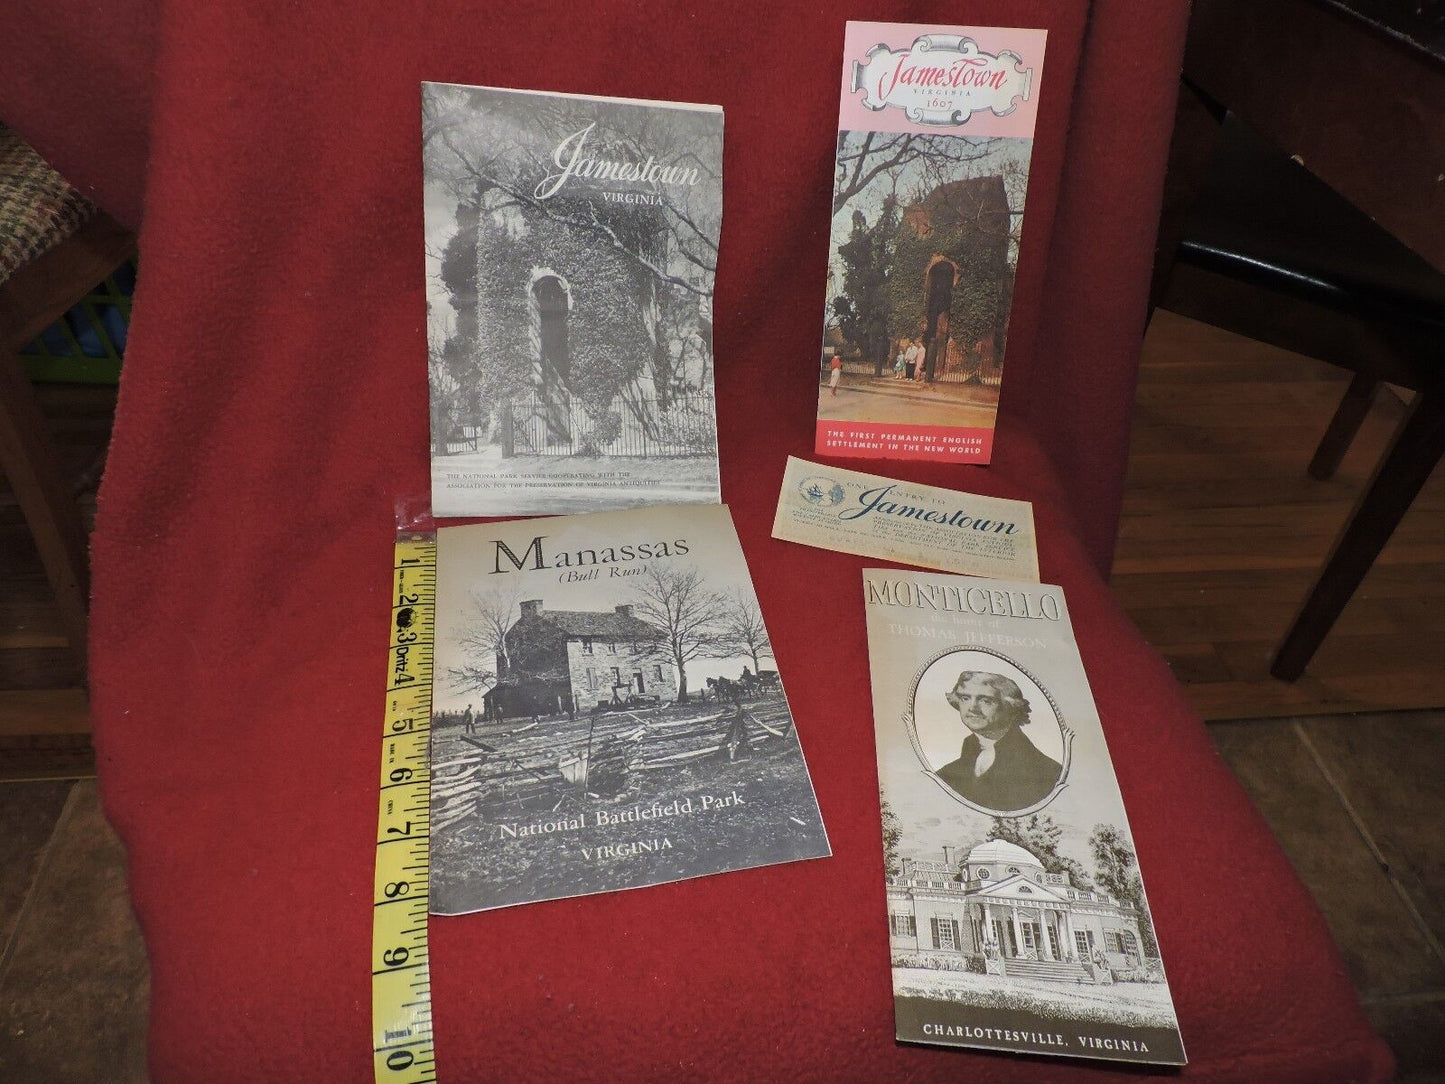 Jamestown
VIRGINIA
THE NATIONAL PARK SERVICE COOPERATING WITH THE
ASSOCIATION FOR THE PRESERVATION OF VIRGINIA ANTIQUITIES
Jamestown
VIRGINIA
1607
THE FIRST PERMANENT ENGLISH
SETTLEMENT IN THE NEW WORLD
ONE ENTRY TO
Jamestown
Manassas
(Bull Run)
National Battlefield Park
VIRGINIA
MONTICELLO
the home of
THOMAS JEFFERSON
CHARLOTTESVILLE, VIRGINIA
1
2
3
Dritz
4
5
6
7
8
9
10